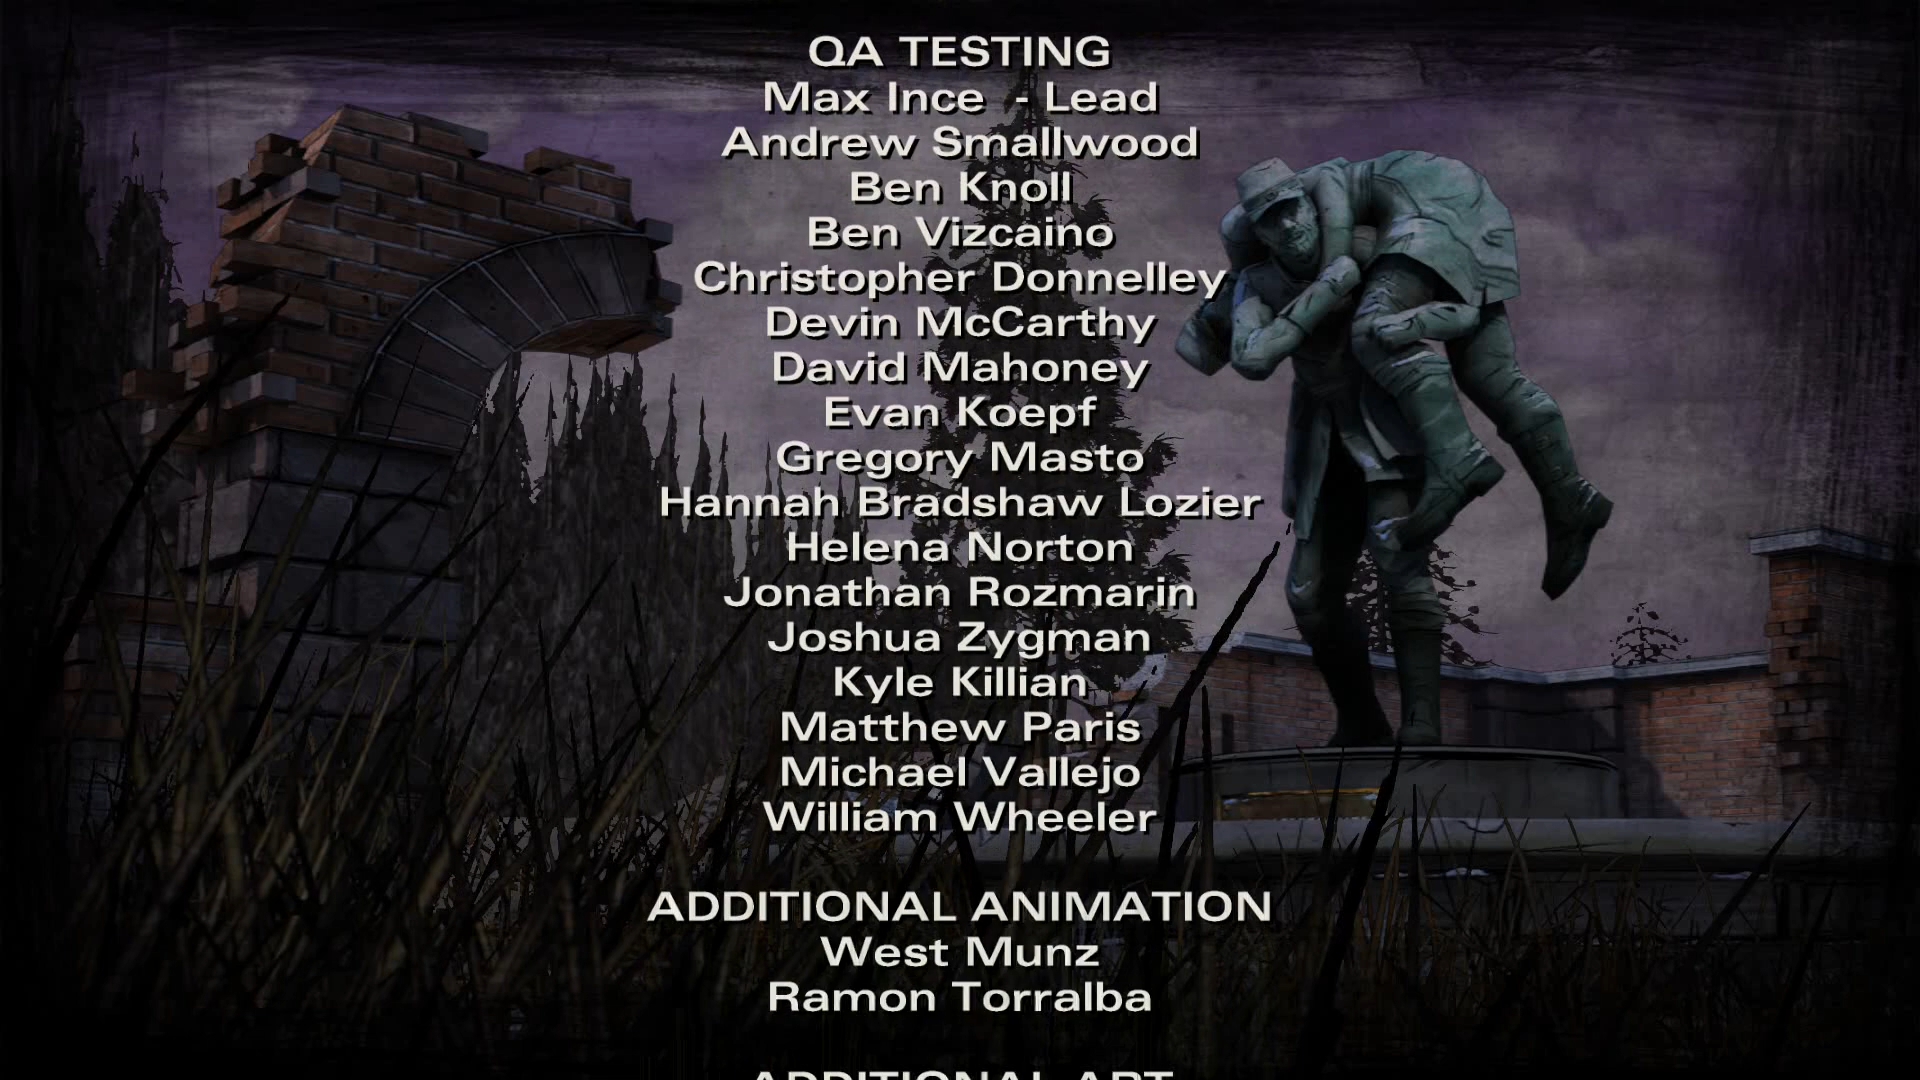 QA TESTING
Max Ince - Lead
Andrew Smallwood
Ben Knoll
Ben Vizcaino
Christopher Donnelley
Devin McCarthy
David Mahoney
Evan Koepf
Gregory Masto
Hannah Bradshaw Lozier
Helena Norton
Jonathan Rozmarin
Joshua Zygman
Kyle Killian
Matthew Paris
Michael Vallejo
William Wheeler
ADDITIONAL ANIMATION
West Munz
Ramon Torralba
ADDITIONAL ART